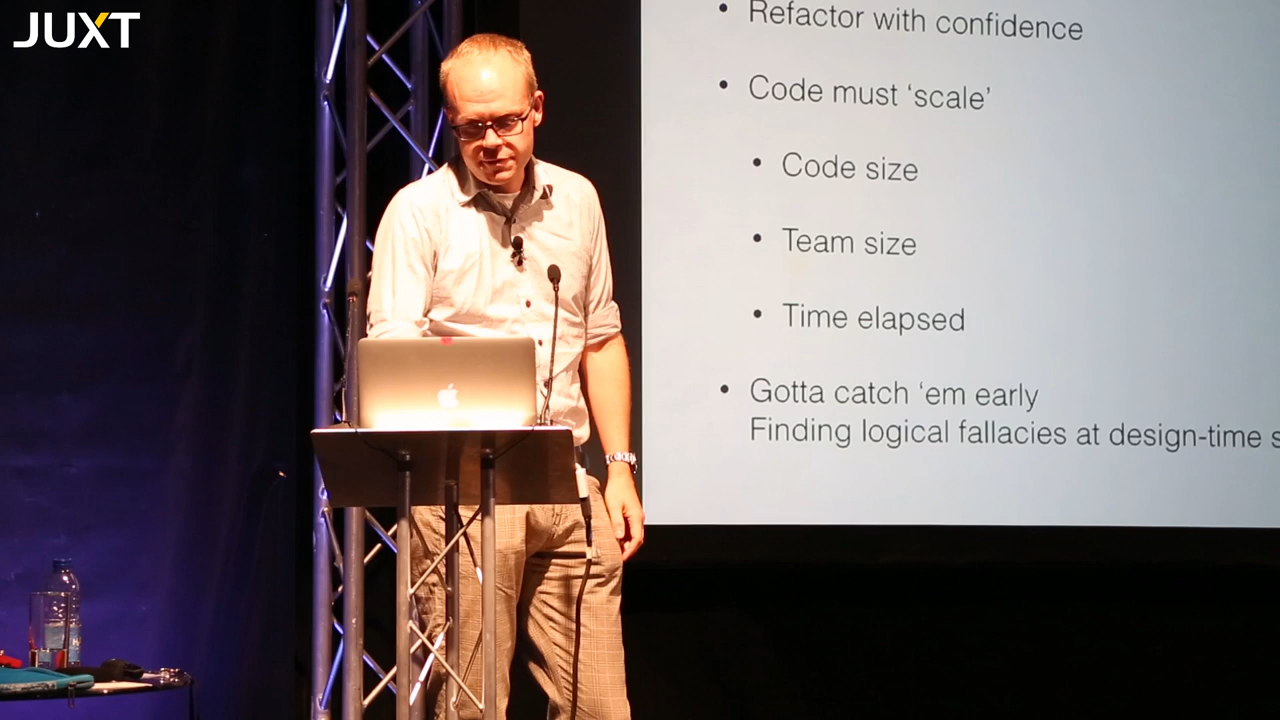 JUXT
Refactor with confidence
Code must ‘scale’
Code size
Team size
Time elapsed
Gotta catch ‘em early
Finding logical fallacies at design-time s